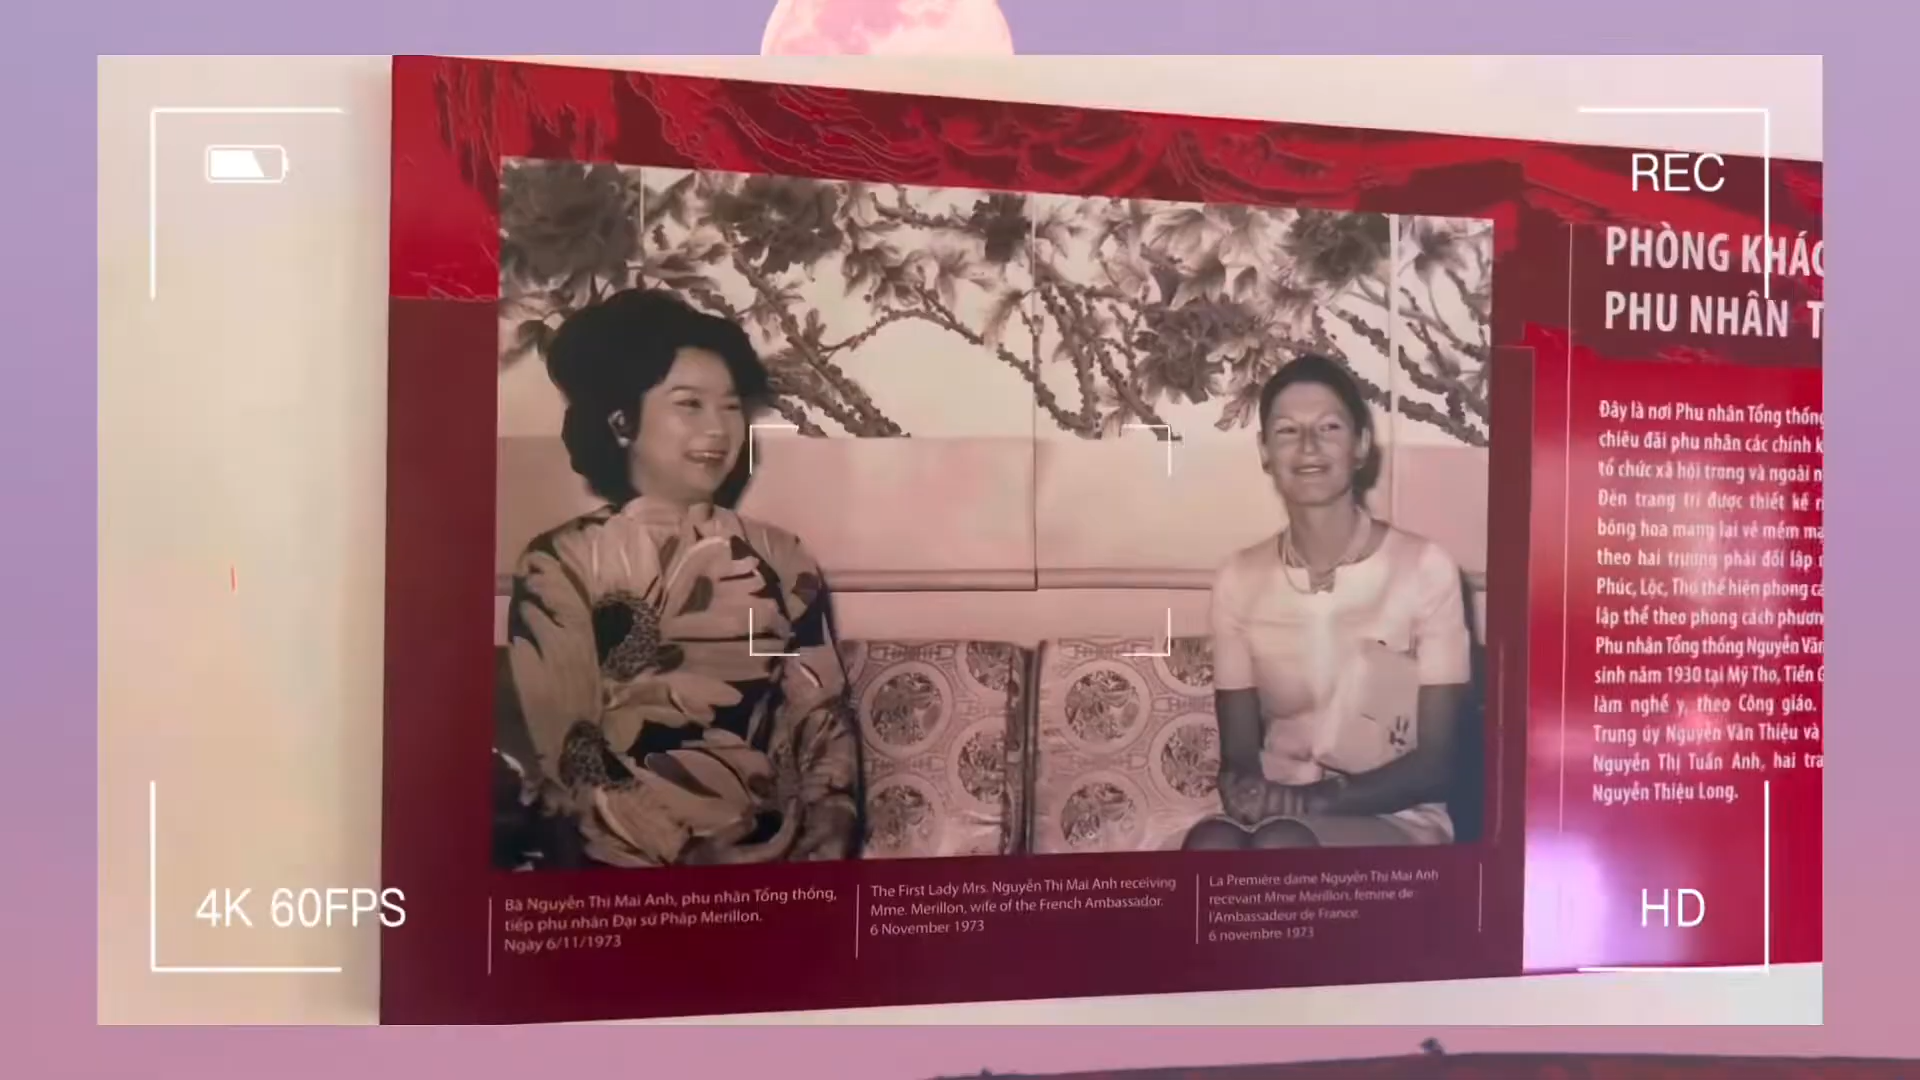 REC
PHÒNG KHÁC
PHU NHÂN T
Đây là nơi Phu nhân Tổng thống
chiêu đãi phu nhân các chính k
tổ chức xã hội trong và ngoài n
Đèn trang trí được thiết kế r
bông hoa mang lại vẻ mềm mạ
theo hai trường phái đối lập
Phúc, Lộc, Thọ thể hiện phong cá
lập thể theo phong cách phươn
Phu nhân Tổng thống Nguyễn Văn
sinh năm 1930 tại Mỹ Tho, Tiền G
làm nghề y, theo Công giáo.
Trung úy Nguyễn Văn Thiệu và
Nguyễn Thị Tuấn Anh, hai tra
Nguyễn Thiệu Long.
Bà Nguyễn Thị Mai Anh, phu nhân Tổng thống,
tiếp phu nhân Đại sứ Pháp Merillon.
Ngày 6/11/1973
The First Lady Mrs. Nguyễn Thị Mai Anh receiving
Mme. Merillon, wife of the French Ambassador.
6 November 1973
La Première dame Nguyễn Thị Mai Anh
recevant Mme Merillon, femme de
l'Ambassadeur de France.
6 novembre 1973
4K 60FPS
HD